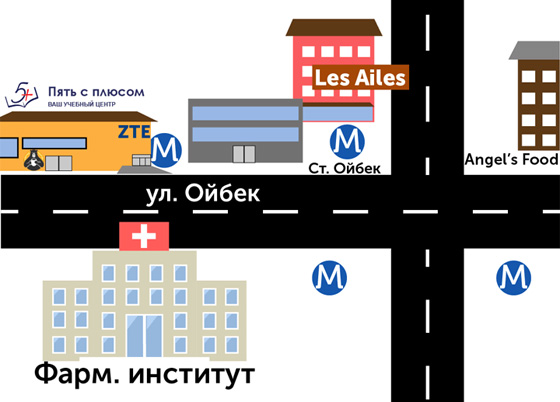 Les Ailes
5+ Пять с плюсом
ВАШ УЧЕБНЫЙ ЦЕНТР
ZTE
М
М
Ст. Ойбек
Angel's Food
ул. Ойбек
М
М
Фарм. институт